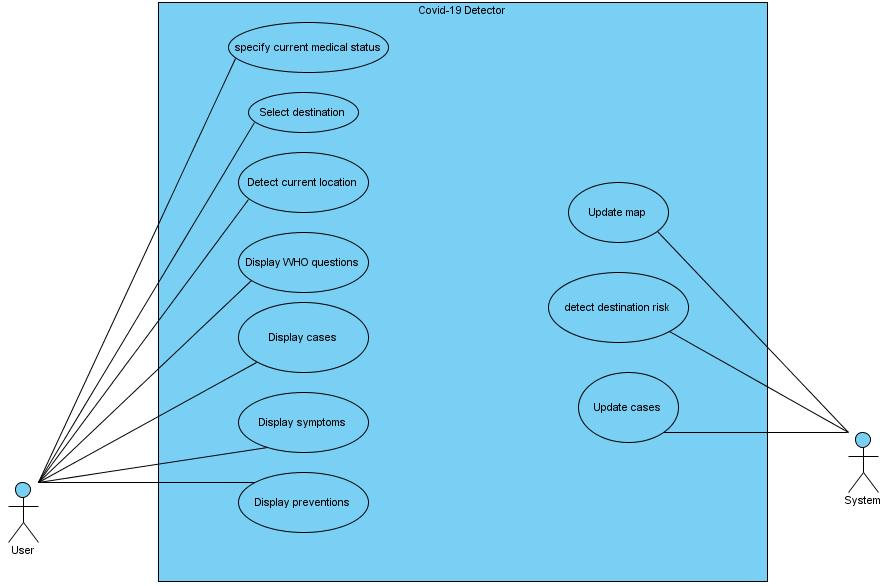 Covid-19 Detector
specify current medical status
Select destination
Detect current location
Display WHO questions
Display cases
Display symptoms
Display preventions
Update map
detect destination risk
Update cases
User
System